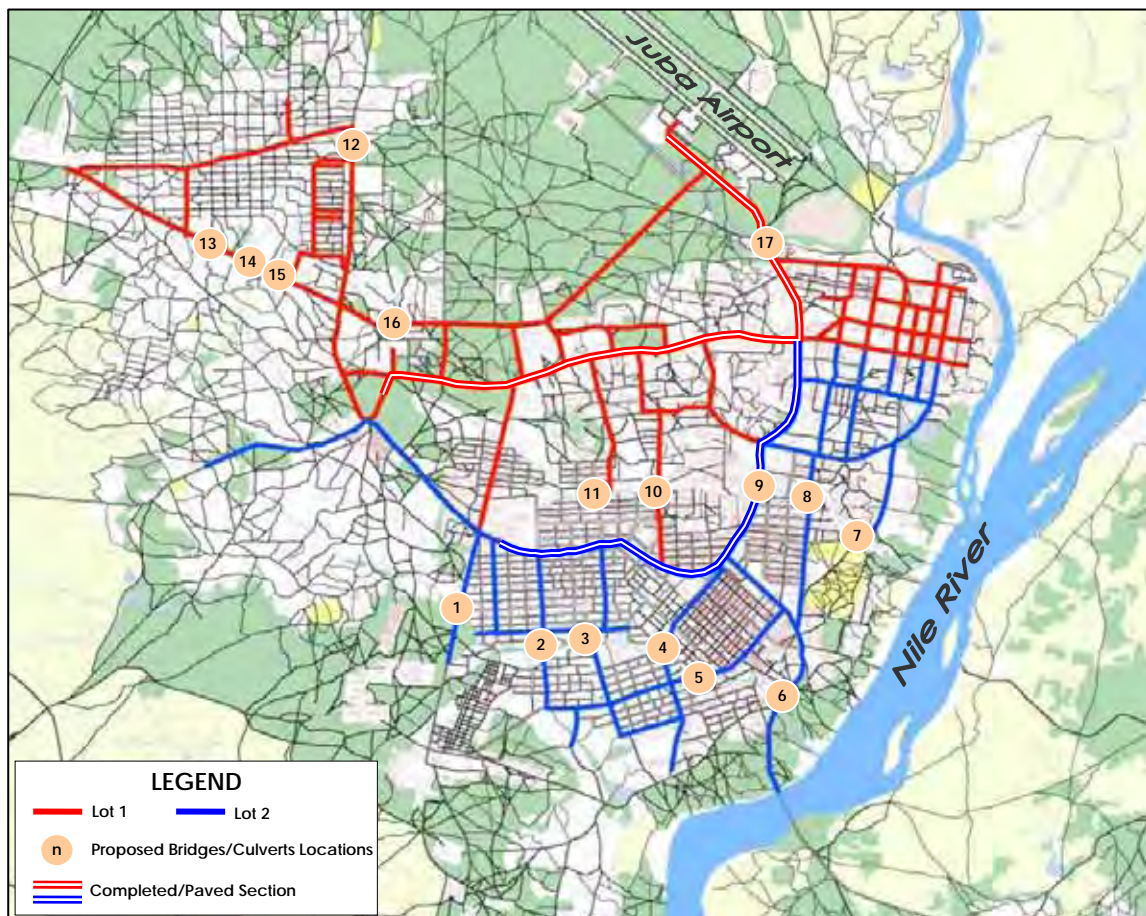 Juba Airport
12
17
13
14
15
16
11
10
9
8
7
Nile River
1
2
3
4
5
6
LEGEND
Lot 1
Lot 2
n
Proposed Bridges/Culverts Locations
Completed/Paved Section